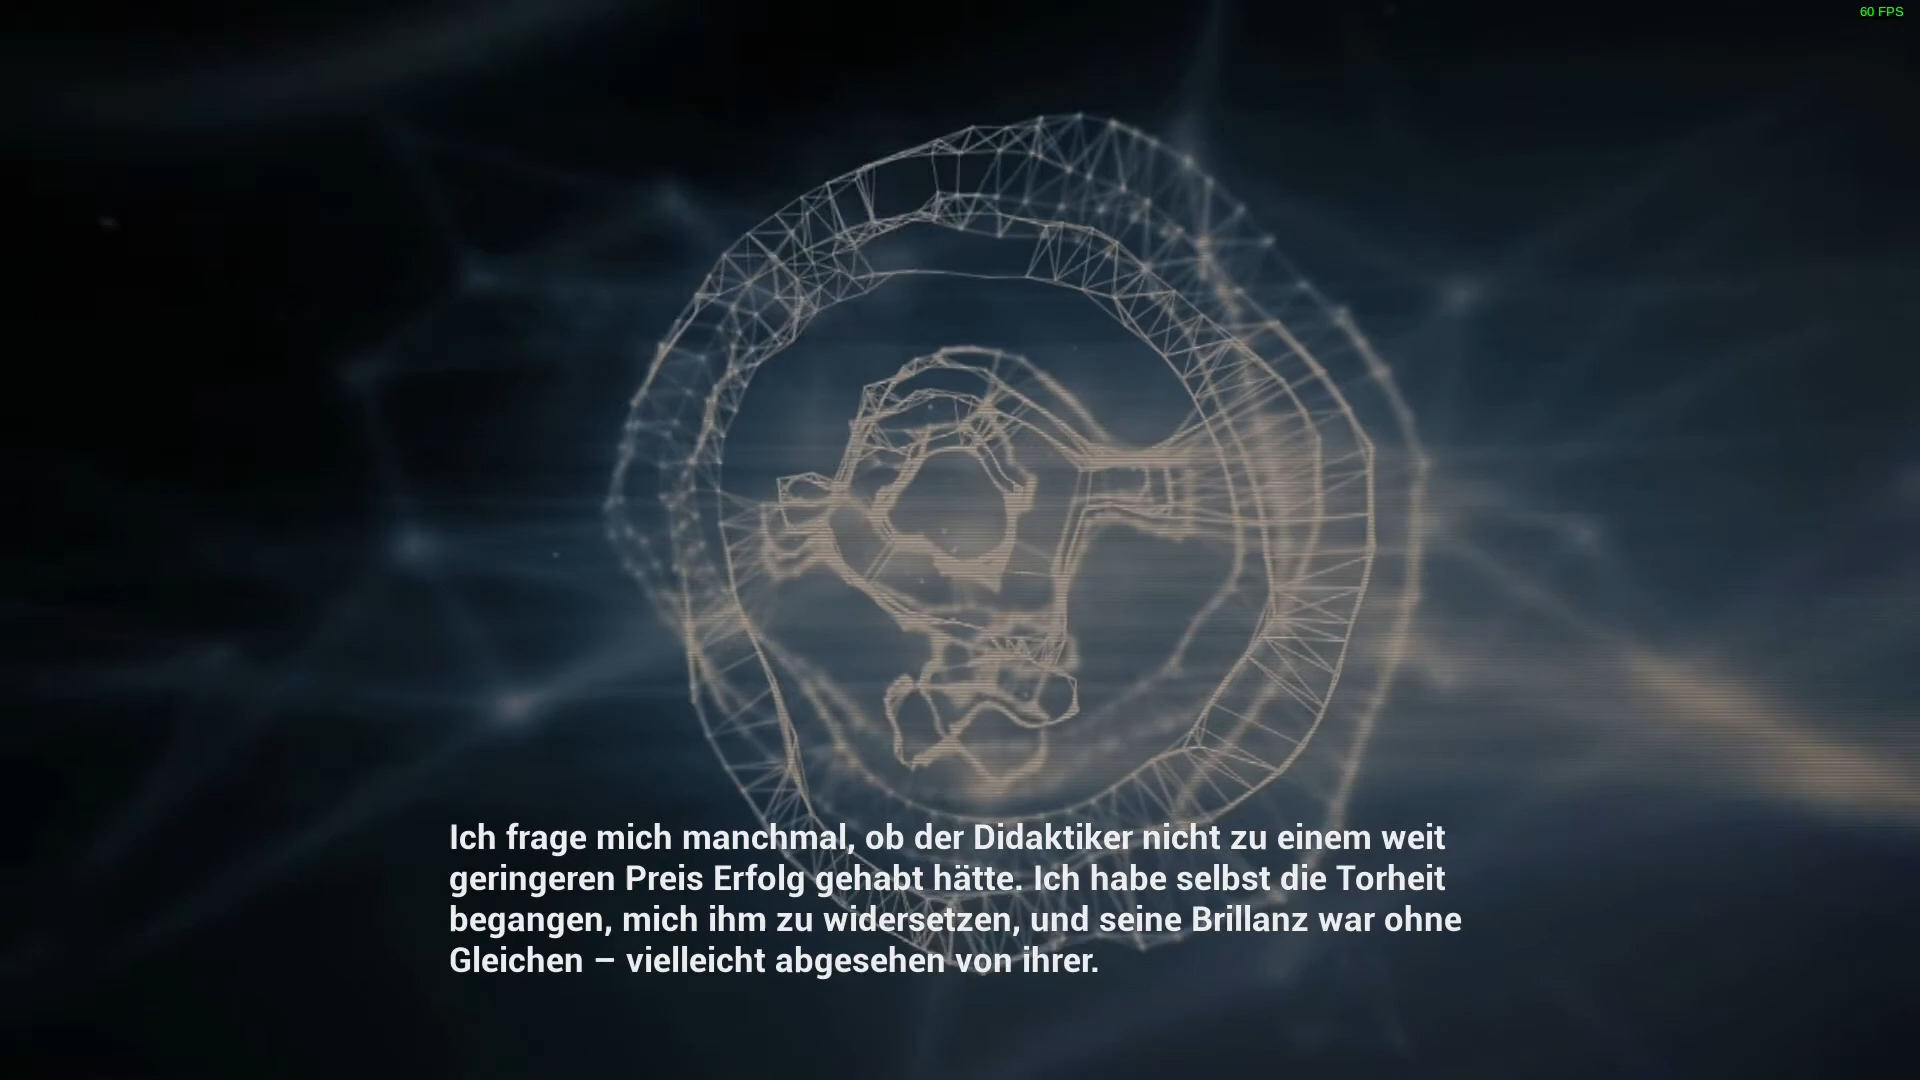 60 FPS
Ich frage mich manchmal, ob der Didaktiker nicht zu einem weit
geringeren Preis Erfolg gehabt hätte. Ich habe selbst die Torheit
begangen, mich ihm zu widersetzen, und seine Brillanz war ohne
Gleichen – vielleicht abgesehen von ihrer.